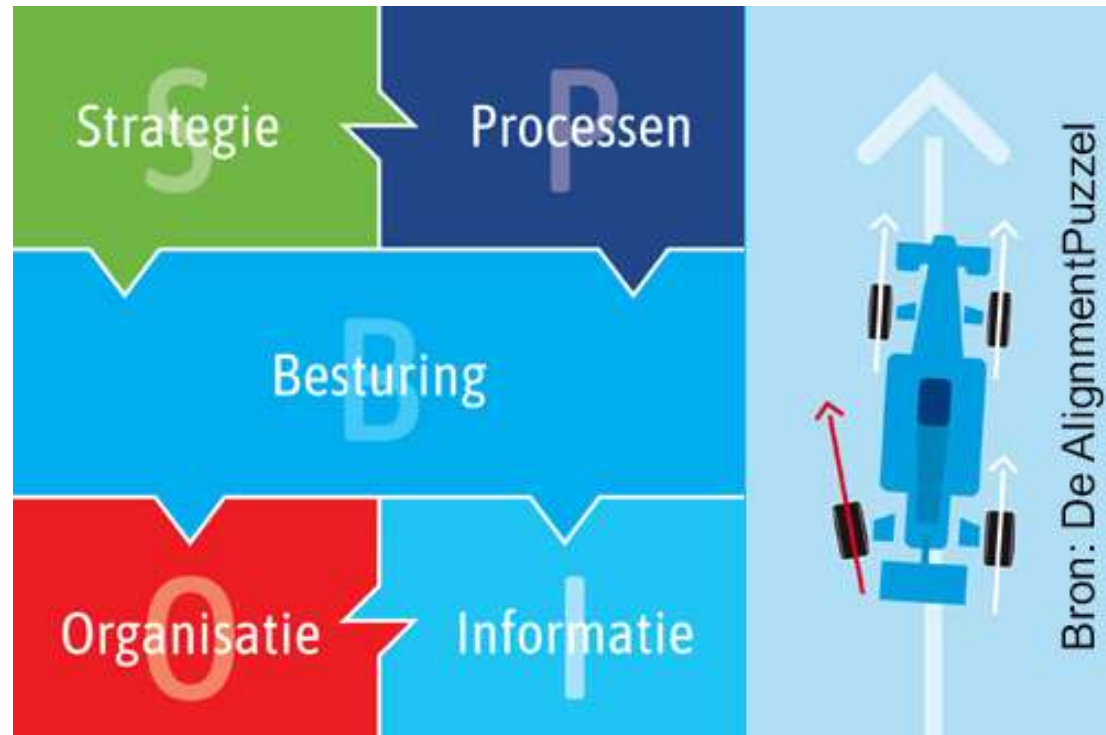 S
Strategie
P
Processen
B
Besturing
O
Organisatie
I
Informatie
Bron: De AlignmentPuzzel